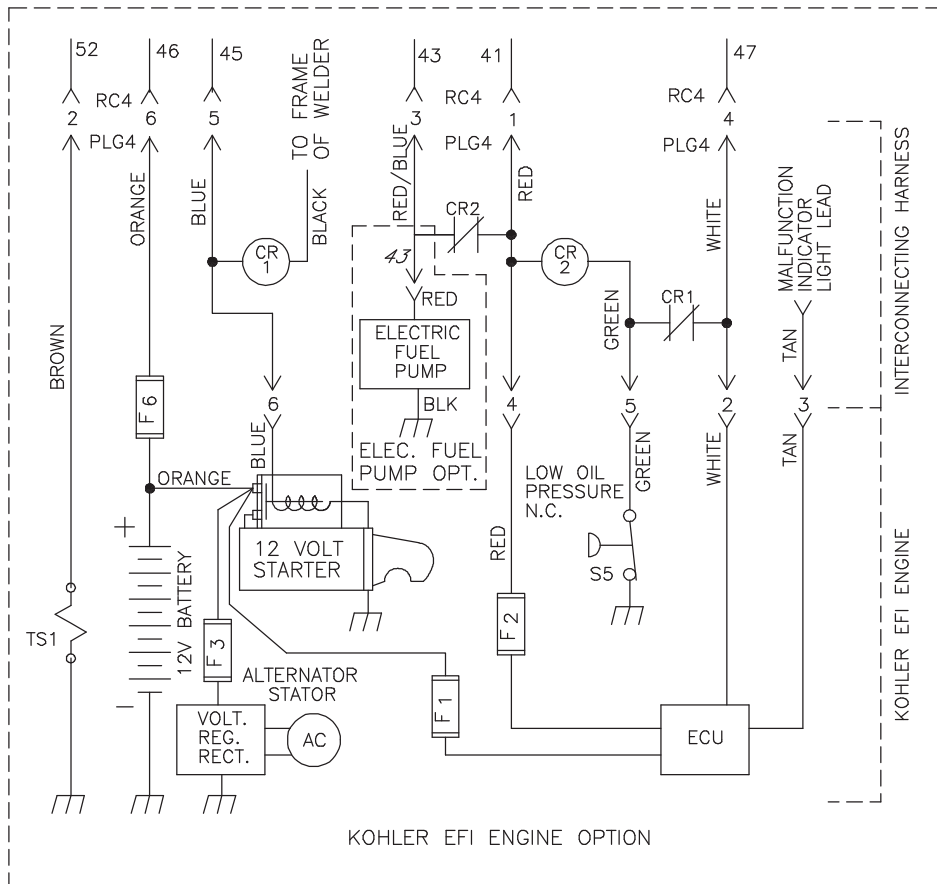 52
46
45
43
41
47
RC4
RC4
RC4
2
6
5
3
1
4
PLG4
PLG4
PLG4
TO FRAME
OF WELDER
ORANGE
BLUE
BLACK
RED/BLUE
RED
WHITE
MALFUNCTION
INDICATOR
LIGHT LEAD
INTERCONNECTING HARNESS
CR2
CR
1
CR
2
43
RED
CR1
GREEN
TAN
BROWN
ELECTRIC
FUEL
PUMP
BLK
F 6
6
4
5
2
3
BLUE
ELEC. FUEL
PUMP OPT.
GREEN
WHITE
TAN
ORANGE
LOW OIL
PRESSURE
N.C.
+
12 VOLT
STARTER
RED
S5
KOHLER EFI ENGINE
TS1
12V BATTERY
F 3
F 2
ALTERNATOR
STATOR
F 1
–
VOLT.
REG.
RECT.
AC
ECU
KOHLER EFI ENGINE OPTION